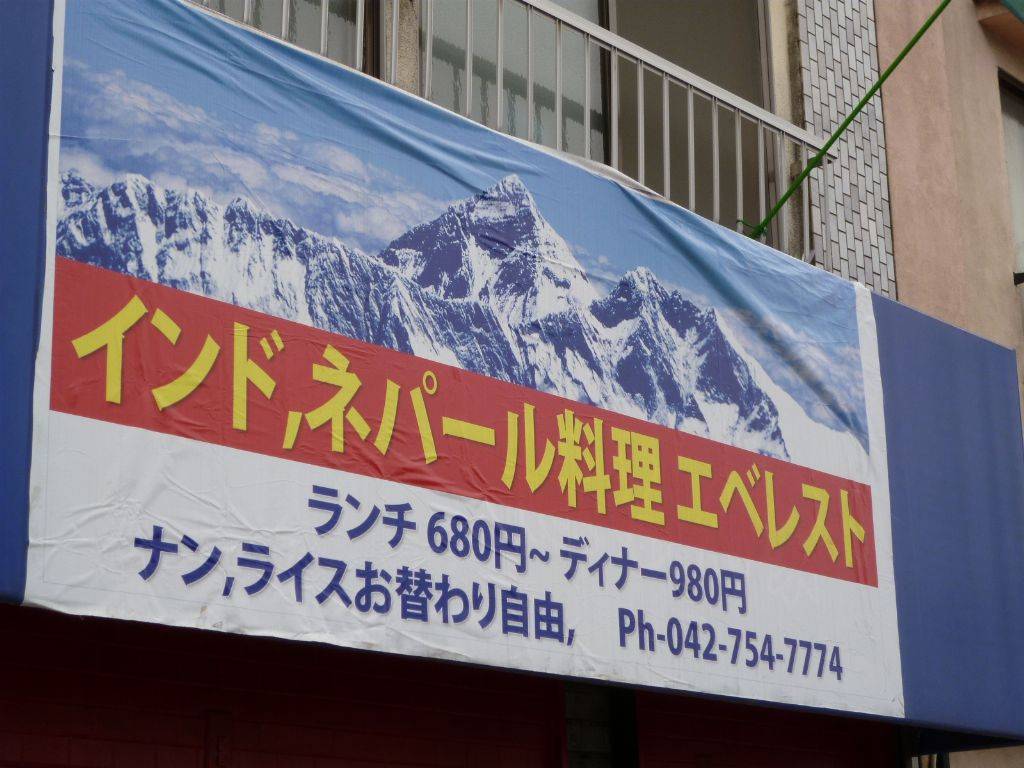 インド,ネパール料理 エベレスト
ランチ 680円~ ディナー980円
ナン,ライスお替わり自由, Ph-042-754-7774